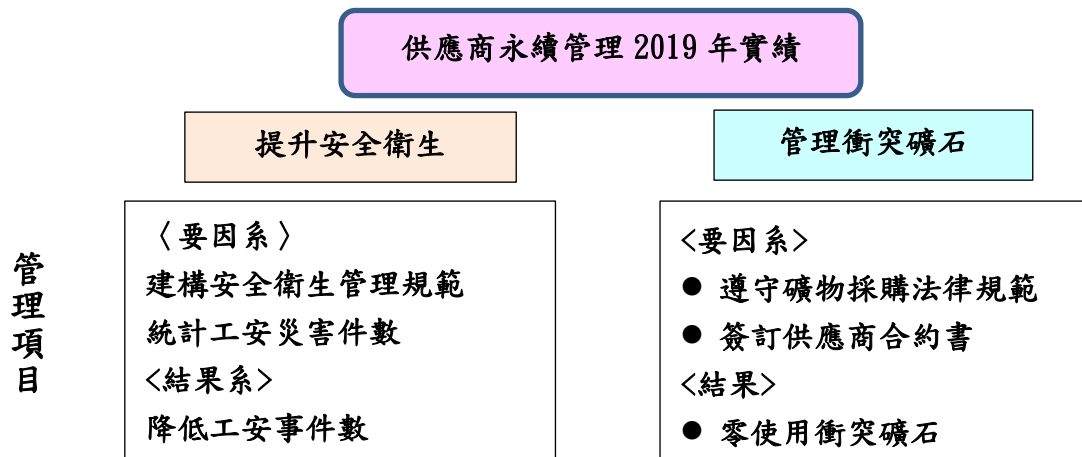 供應商永續管理 2019 年實績
提升安全衛生
管理衝突礦石
管理項目
〈要因系〉
建構安全衛生管理規範
統計工安災害件數
<結果系>
降低工安事件數
<要因系>
● 遵守礦物採購法律規範
● 簽訂供應商合約書
<結果>
● 零使用衝突礦石